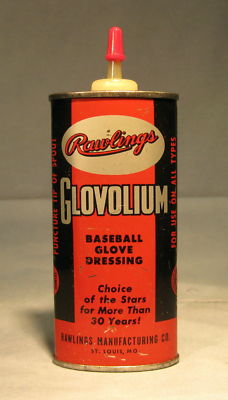 Rawlings
GLOVOLIUM
BASEBALL
GLOVE
DRESSING
Choice
of the Stars
for More Than
30 Years!
RAWLINGS MANUFACTURING CO.
ST. LOUIS, MO.
PUNCTURE TIP OF SPOUT
FOR USE ON ALL TYPES